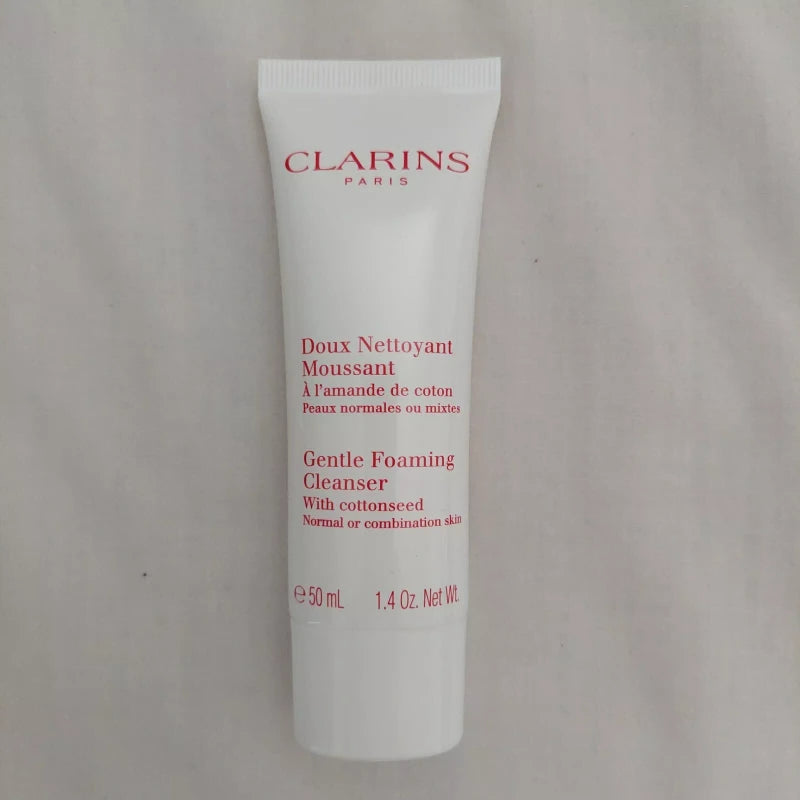 CLARINS
PARIS
Doux Nettoyant
Moussant
À l'amande de coton
Peaux normales ou mixtes
Gentle Foaming
Cleanser
With cottonseed
Normal or combination skin
℮ 50 mL 1.4 Oz. Net Wt.